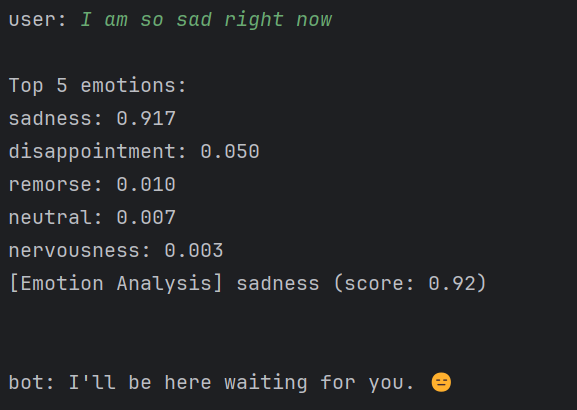 user: I am so sad right now
Top 5 emotions:
sadness: 0.917
disappointment: 0.050
remorse: 0.010
neutral: 0.007
nervousness: 0.003
[Emotion Analysis] sadness (score: 0.92)
bot: I'll be here waiting for you. 😑